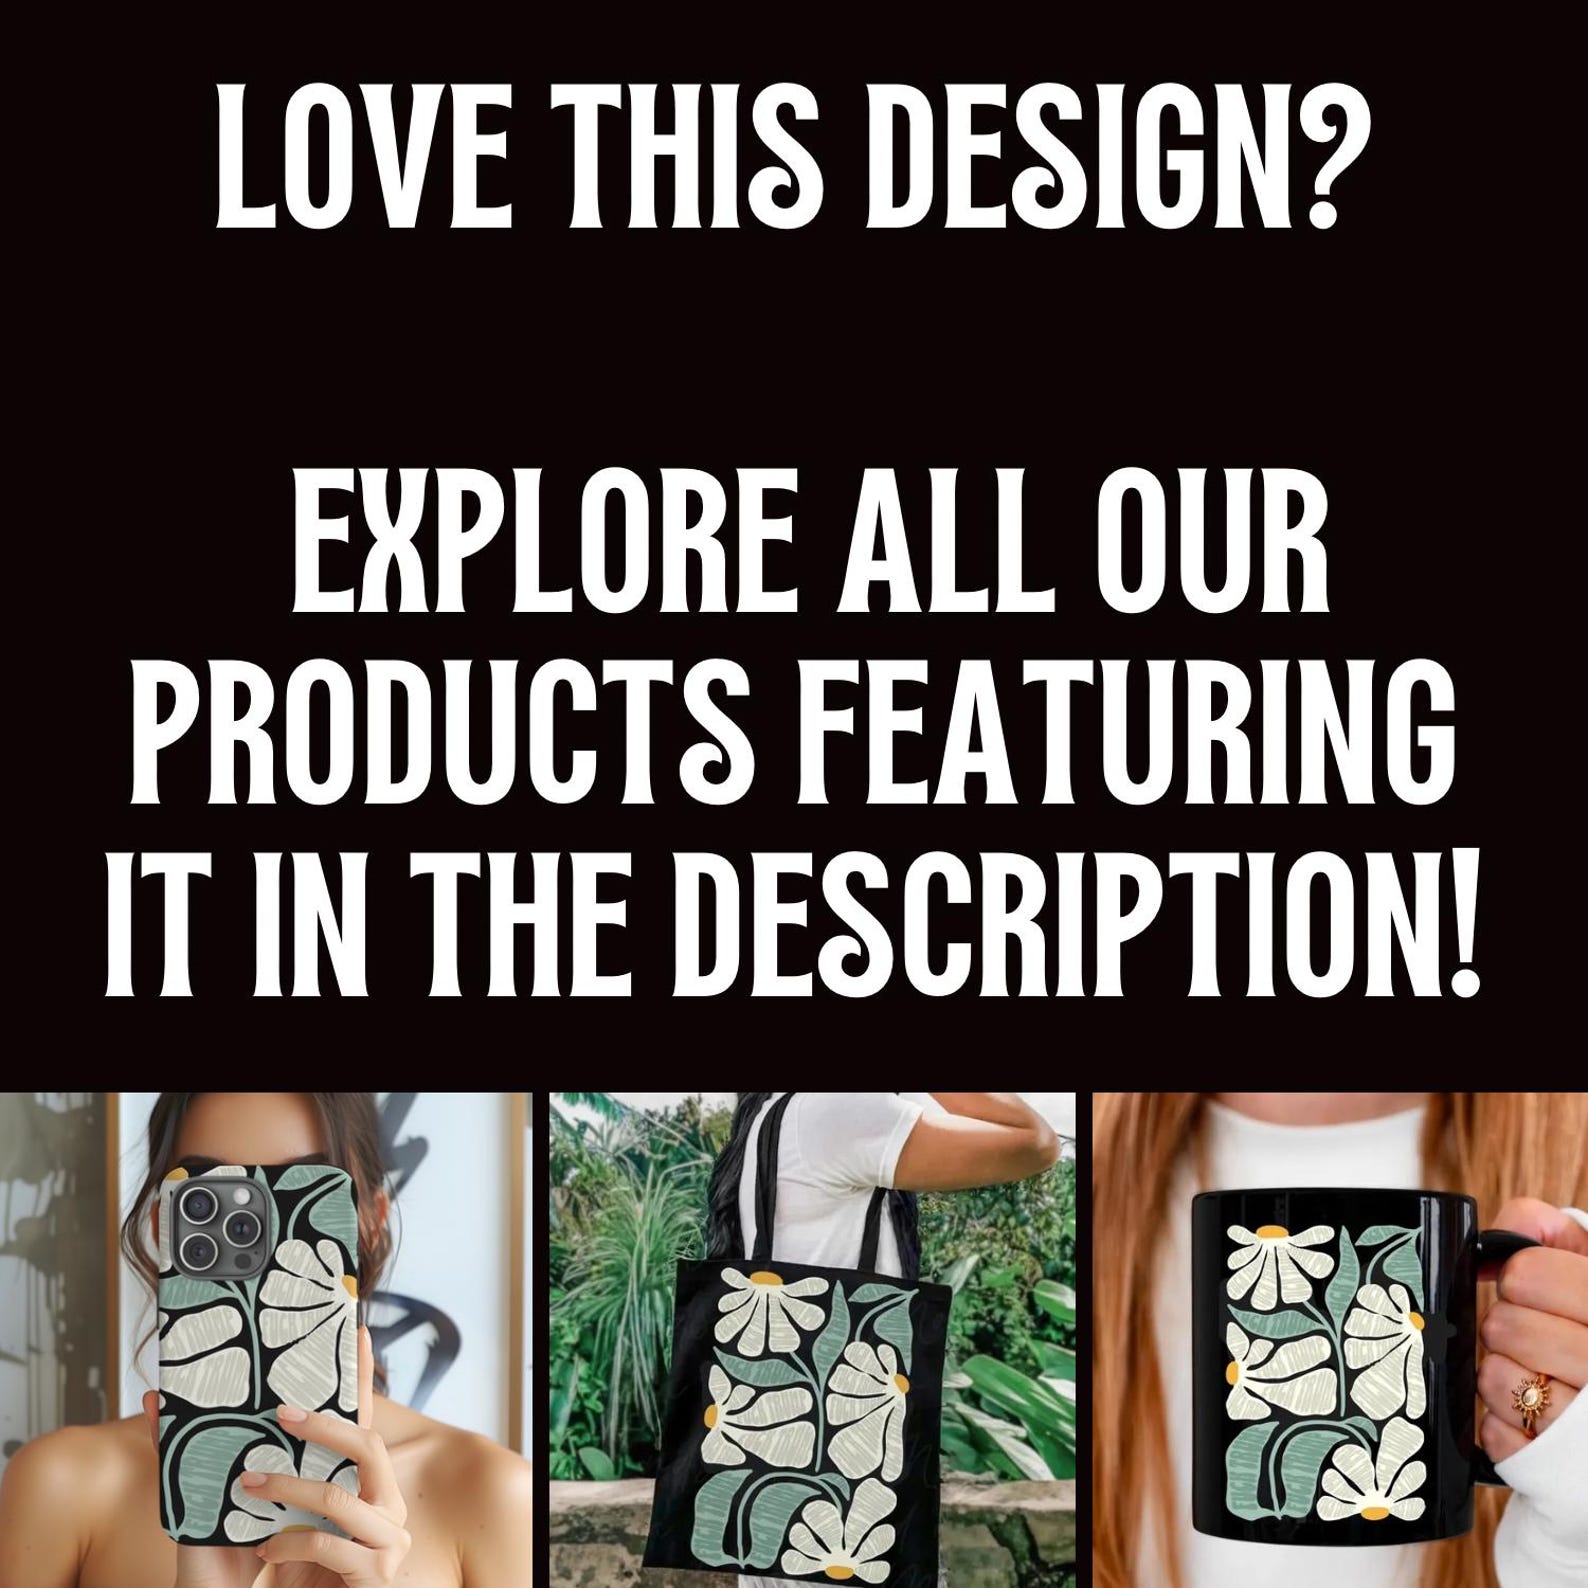 LOVE THIS DESIGN?
EXPLORE ALL OUR
PRODUCTS FEATURING
IT IN THE DESCRIPTION!